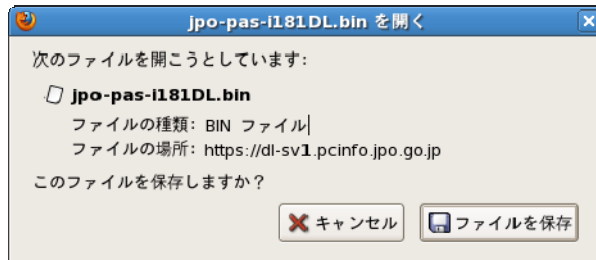 jpo-pas-i181DL.bin を開く
次のファイルを開こうとしています:
jpo-pas-i181DL.bin
ファイルの種類: BIN ファイル
ファイルの場所: https://dl-sv1.pcinfo.jpo.go.jp
このファイルを保存しますか？
キャンセル ファイルを保存